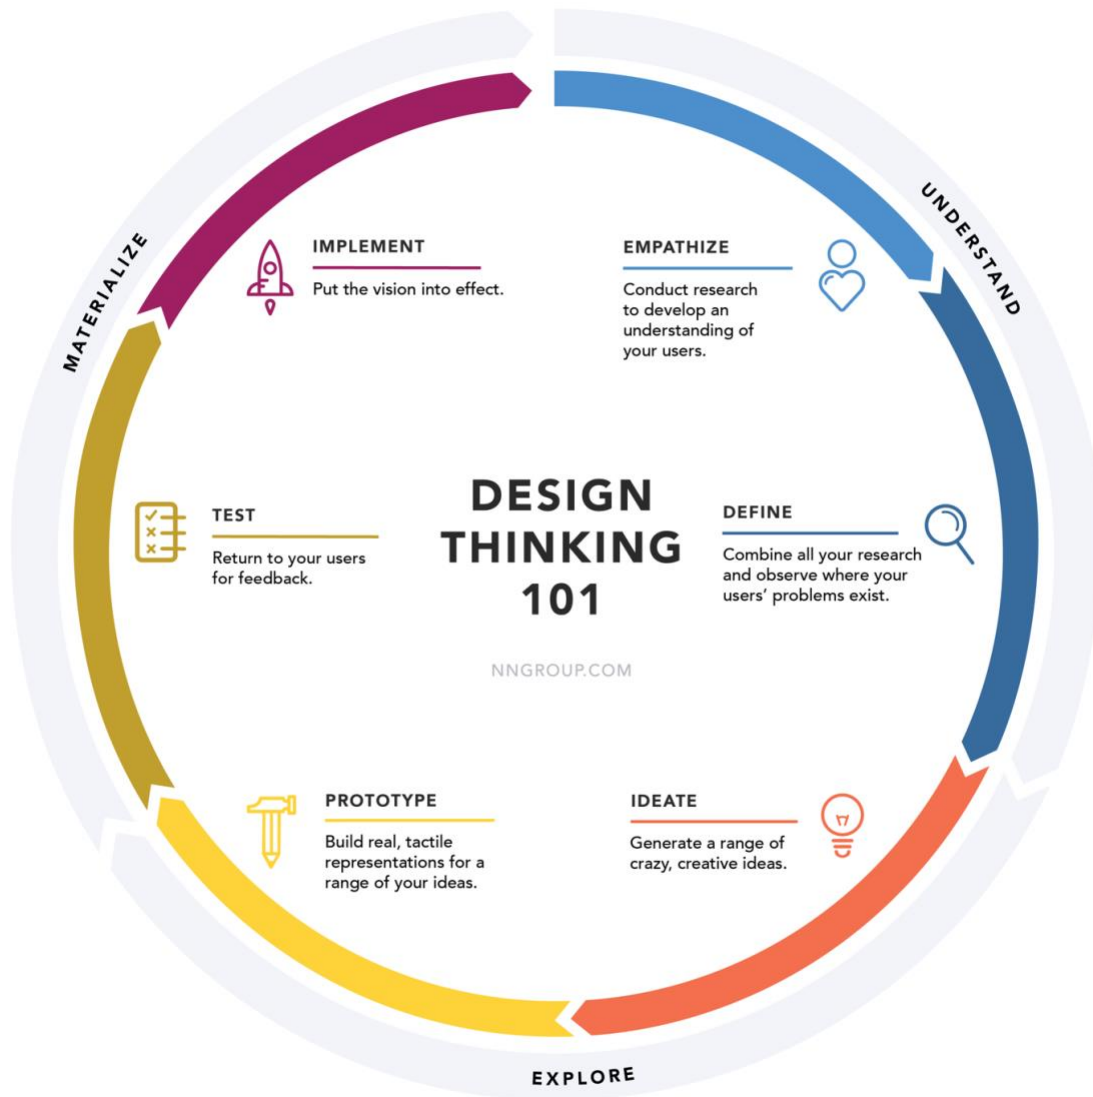 UNDERSTAND
EMPATHIZE
Conduct research
to develop an
understanding of
your users.
DEFINE
Combine all your research
and observe where your
users’ problems exist.
EXPLORE
IDEATE
Generate a range of
crazy, creative ideas.
PROTOTYPE
Build real, tactile
representations for a
range of your ideas.
MATERIALIZE
TEST
Return to your users
for feedback.
IMPLEMENT
Put the vision into effect.
DESIGN
THINKING
101
NNGROUP.COM